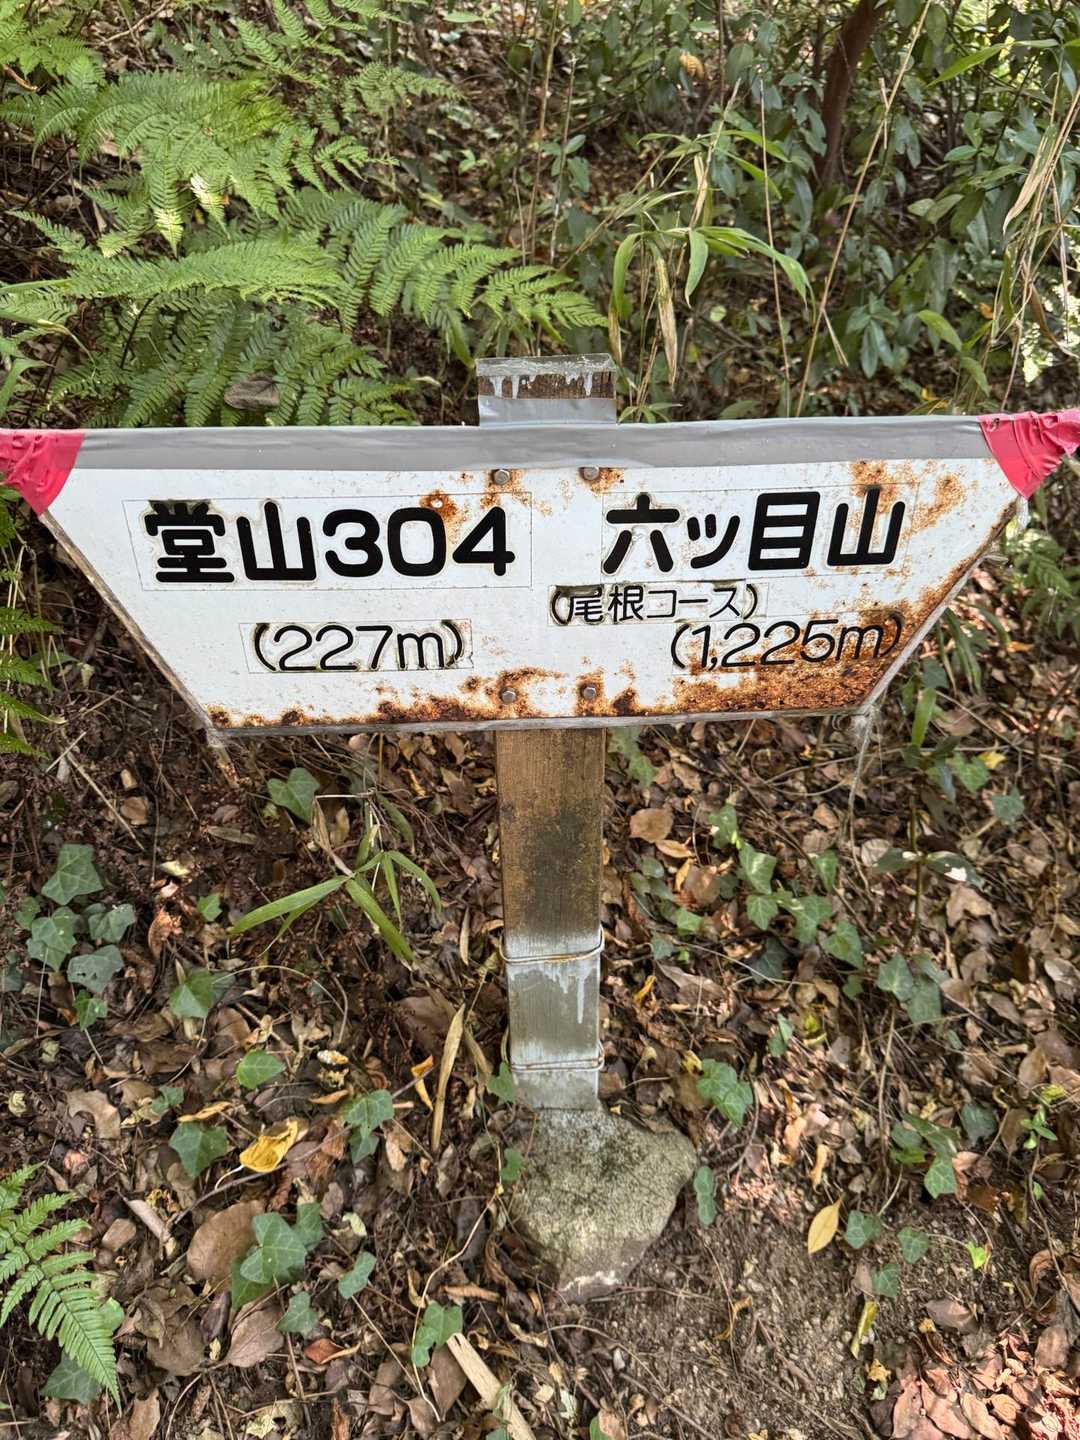 堂山304
(227m)
六ッ目山
(尾根コース)
(1,225m)